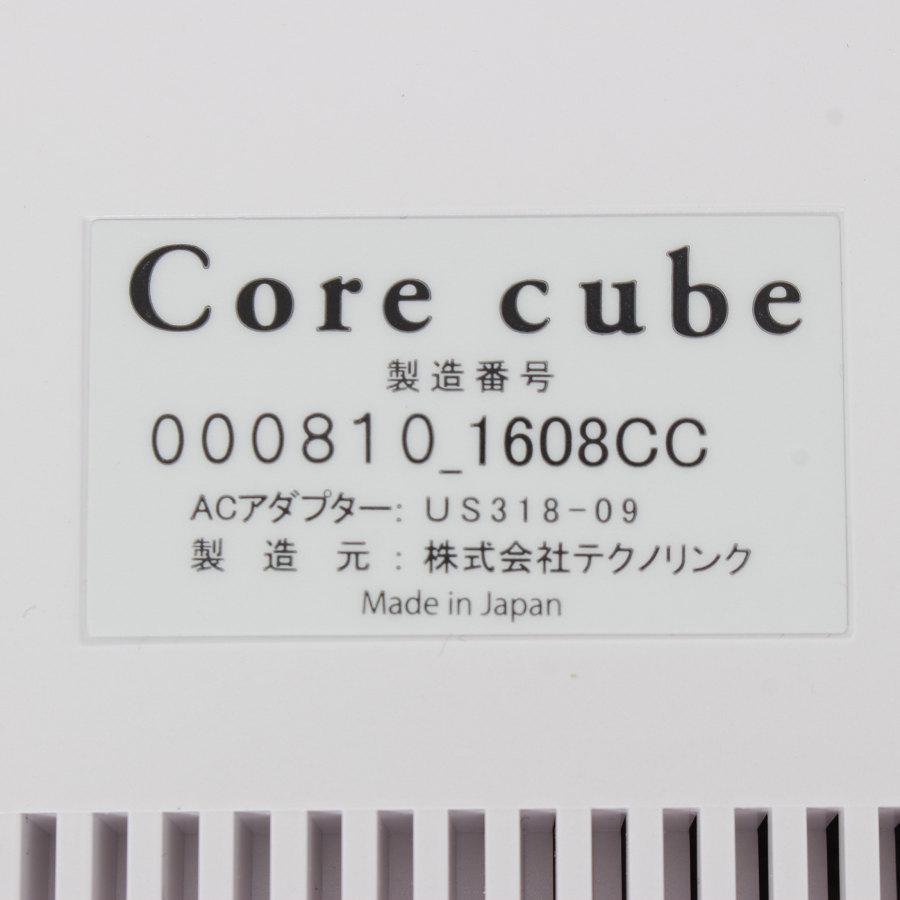 Core cube
製造番号
000810_1608CC
ACアダプター: US318-09
製造元:株式会社テクノリンク
Made in Japan